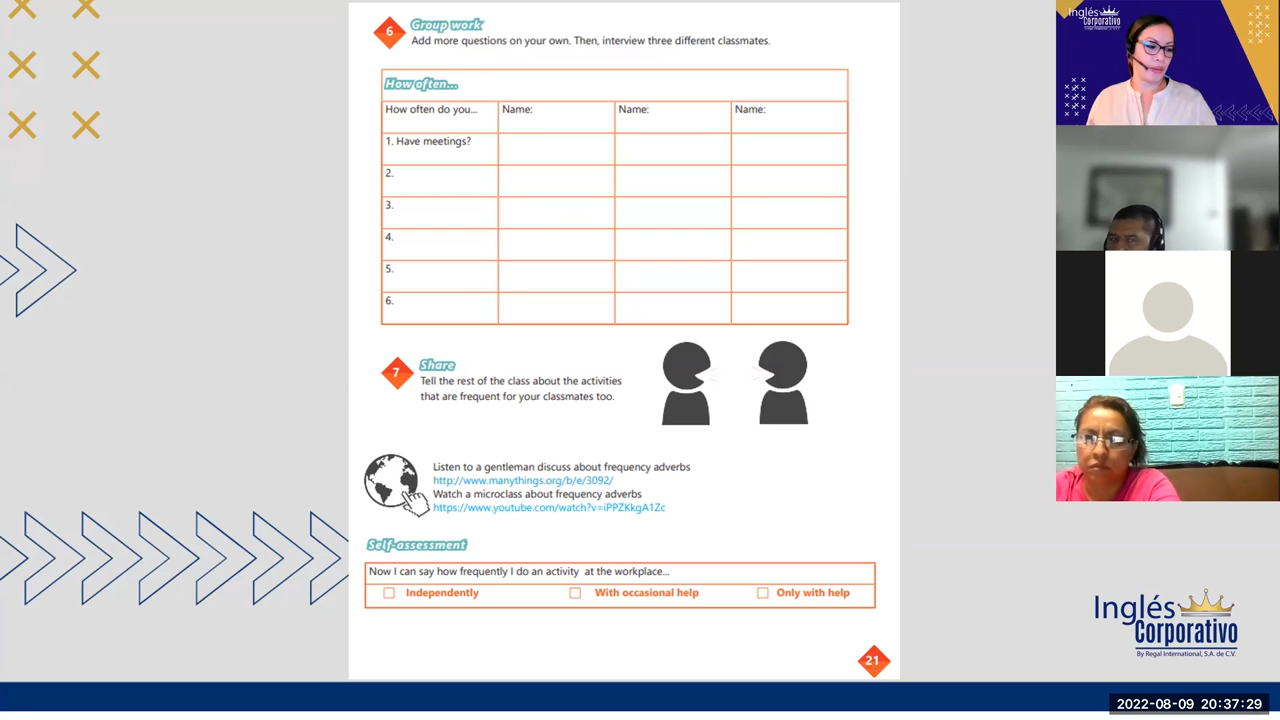 6
Group work
Add more questions on your own. Then, interview three different classmates.
How often...
How often do you...
Name:
Name:
Name:
1. Have meetings?
2.
3.
4.
5.
6.
7
Share
Tell the rest of the class about the activities
that are frequent for your classmates too.
Listen to a gentleman discuss about frequency adverbs
http://www.manythings.org/b/e/3092/
Watch a microclass about frequency adverbs
https://www.youtube.com/watch?v=iPPZKkgA1Zc
Self-assessment
Now I can say how frequently I do an activity at the workplace...
Independently
With occasional help
Only with help
21
Inglés
Corporativo
Inglés
Corporativo
By Regal International, S.A. de C.V.
2022-08-09 20:37:29